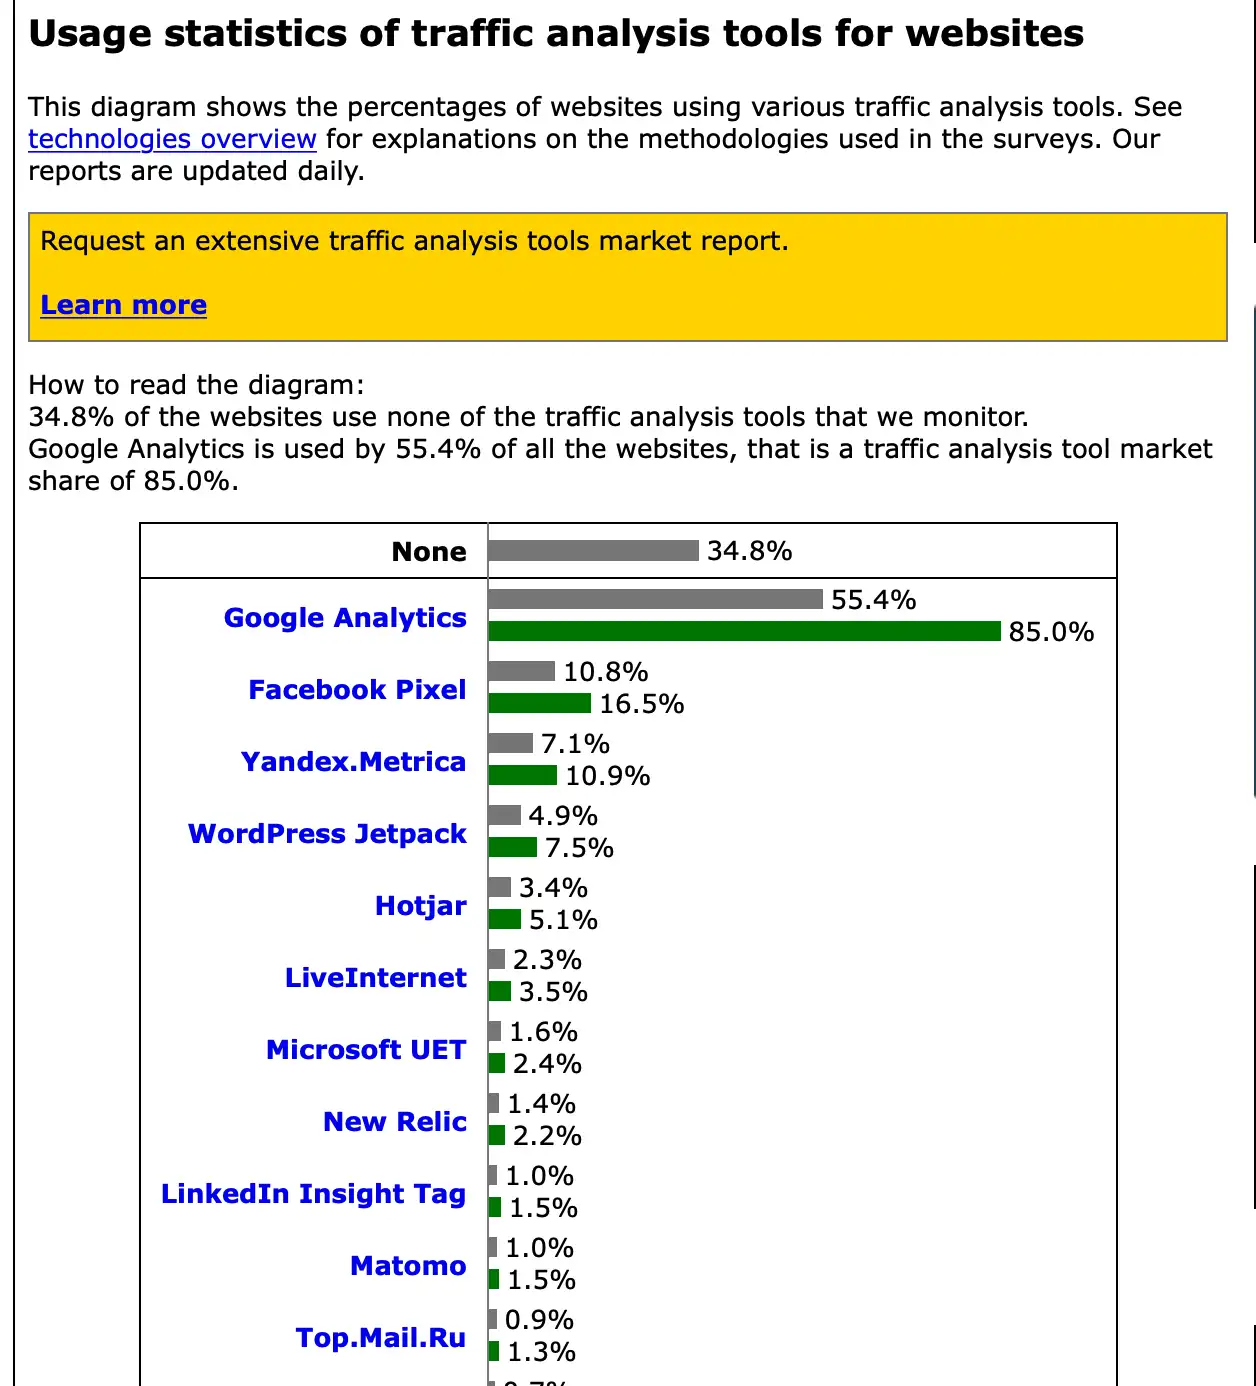 Usage statistics of traffic analysis tools for websites
This diagram shows the percentages of websites using various traffic analysis tools. See
technologies overview for explanations on the methodologies used in the surveys. Our
reports are updated daily.
Request an extensive traffic analysis tools market report.
Learn more
How to read the diagram:
34.8% of the websites use none of the traffic analysis tools that we monitor.
Google Analytics is used by 55.4% of all the websites, that is a traffic analysis tool market
share of 85.0%.
None 34.8%
Google Analytics 55.4%
85.0%
Facebook Pixel 10.8%
16.5%
Yandex.Metrica 7.1%
10.9%
WordPress Jetpack 4.9%
7.5%
Hotjar 3.4%
5.1%
LiveInternet 2.3%
3.5%
Microsoft UET 1.6%
2.4%
New Relic 1.4%
2.2%
LinkedIn Insight Tag 1.0%
1.5%
Matomo 1.0%
1.5%
Top.Mail.Ru 0.9%
1.3%